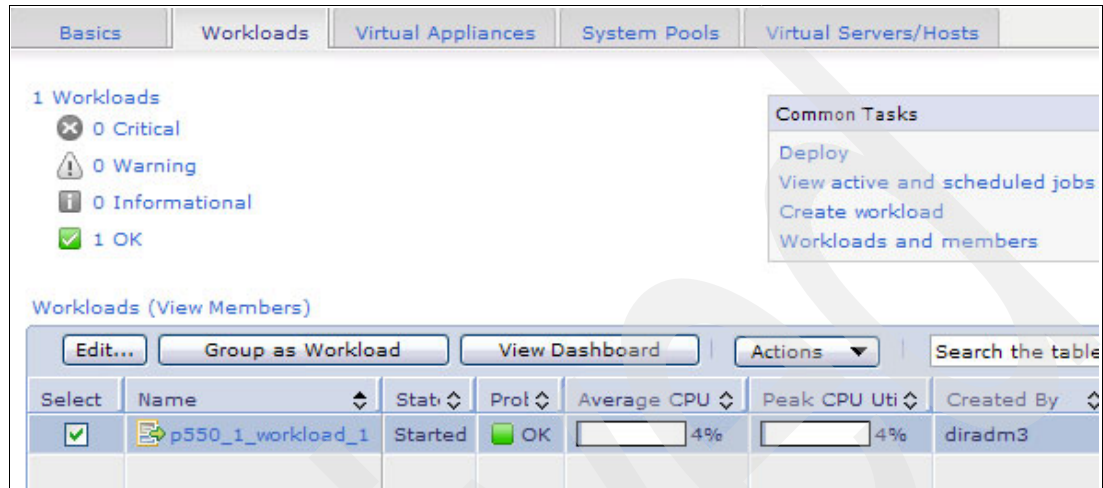 Basics Workloads Virtual Appliances System Pools Virtual Servers/Hosts
1 Workloads
0 Critical
0 Warning
0 Informational
1 OK
Common Tasks
Deploy
View active and scheduled jobs
Create workload
Workloads and members
Workloads (View Members)
Edit... Group as Workload View Dashboard Actions Search the table
Select Name Stat Prob Average CPU Peak CPU Uti Created By
p550_1_workload_1 Started OK 4% 4% diradm3